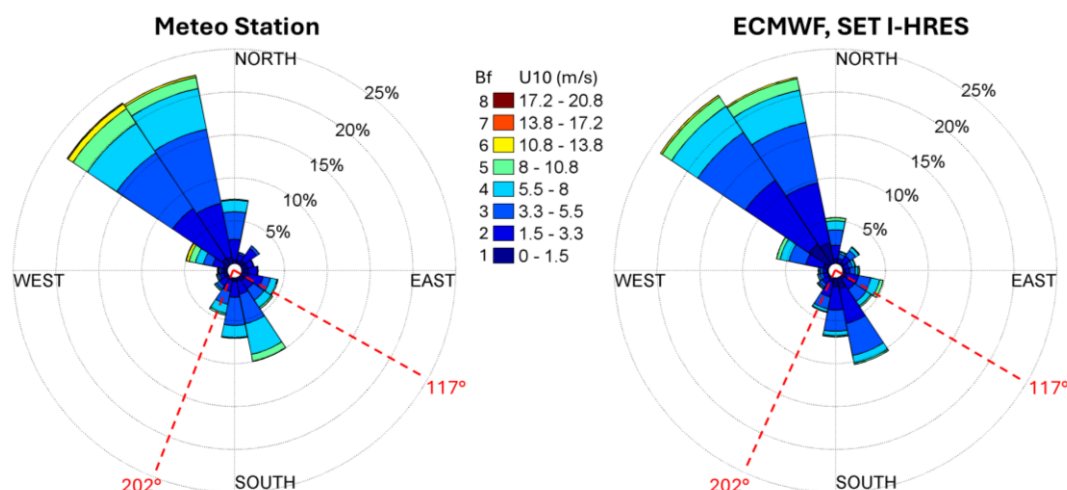 Meteo Station
NORTH
25%
20%
15%
10%
5%
WEST
EAST
SOUTH
117°
202°
Bf U10 (m/s)
8 17.2 - 20.8
7 13.8 - 17.2
6 10.8 - 13.8
5 8 - 10.8
4 5.5 - 8
3 3.3 - 5.5
2 1.5 - 3.3
1 0 - 1.5
ECMWF, SET I-HRES
NORTH
25%
20%
15%
10%
5%
WEST
EAST
SOUTH
117°
202°